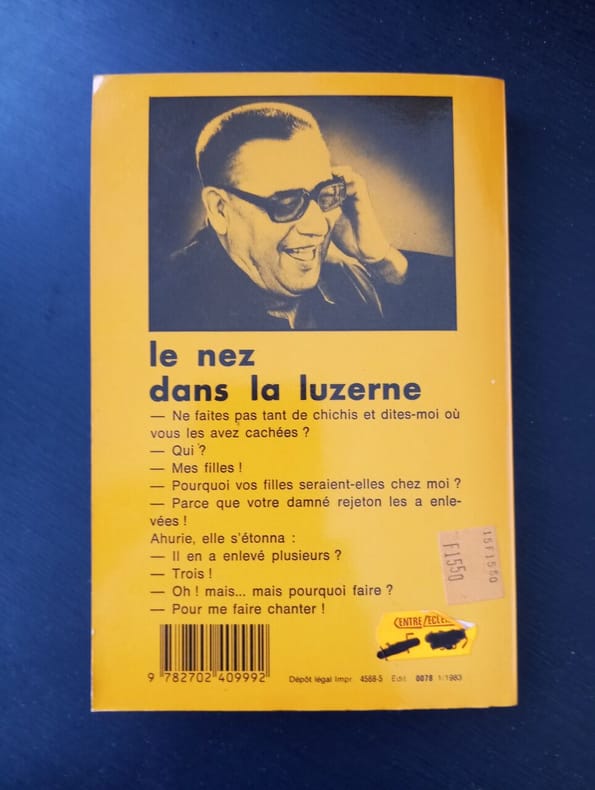 le nez
dans la luzerne
— Ne faites pas tant de chichis et dites-moi où
vous les avez cachées ?
— Qui ?
— Mes filles !
— Pourquoi vos filles seraient-elles chez moi ?
— Parce que votre damné rejeton les a enle-
vées !
Ahurie, elle s'étonna :
— Il en a enlevé plusieurs ?
— Trois !
— Oh ! mais... mais pourquoi faire ?
— Pour me faire chanter !
15F1550
F1550
CENTRE
9 782702 409992
Dépôt légal Impr. 4568-5 Edit. 0078 1/1983